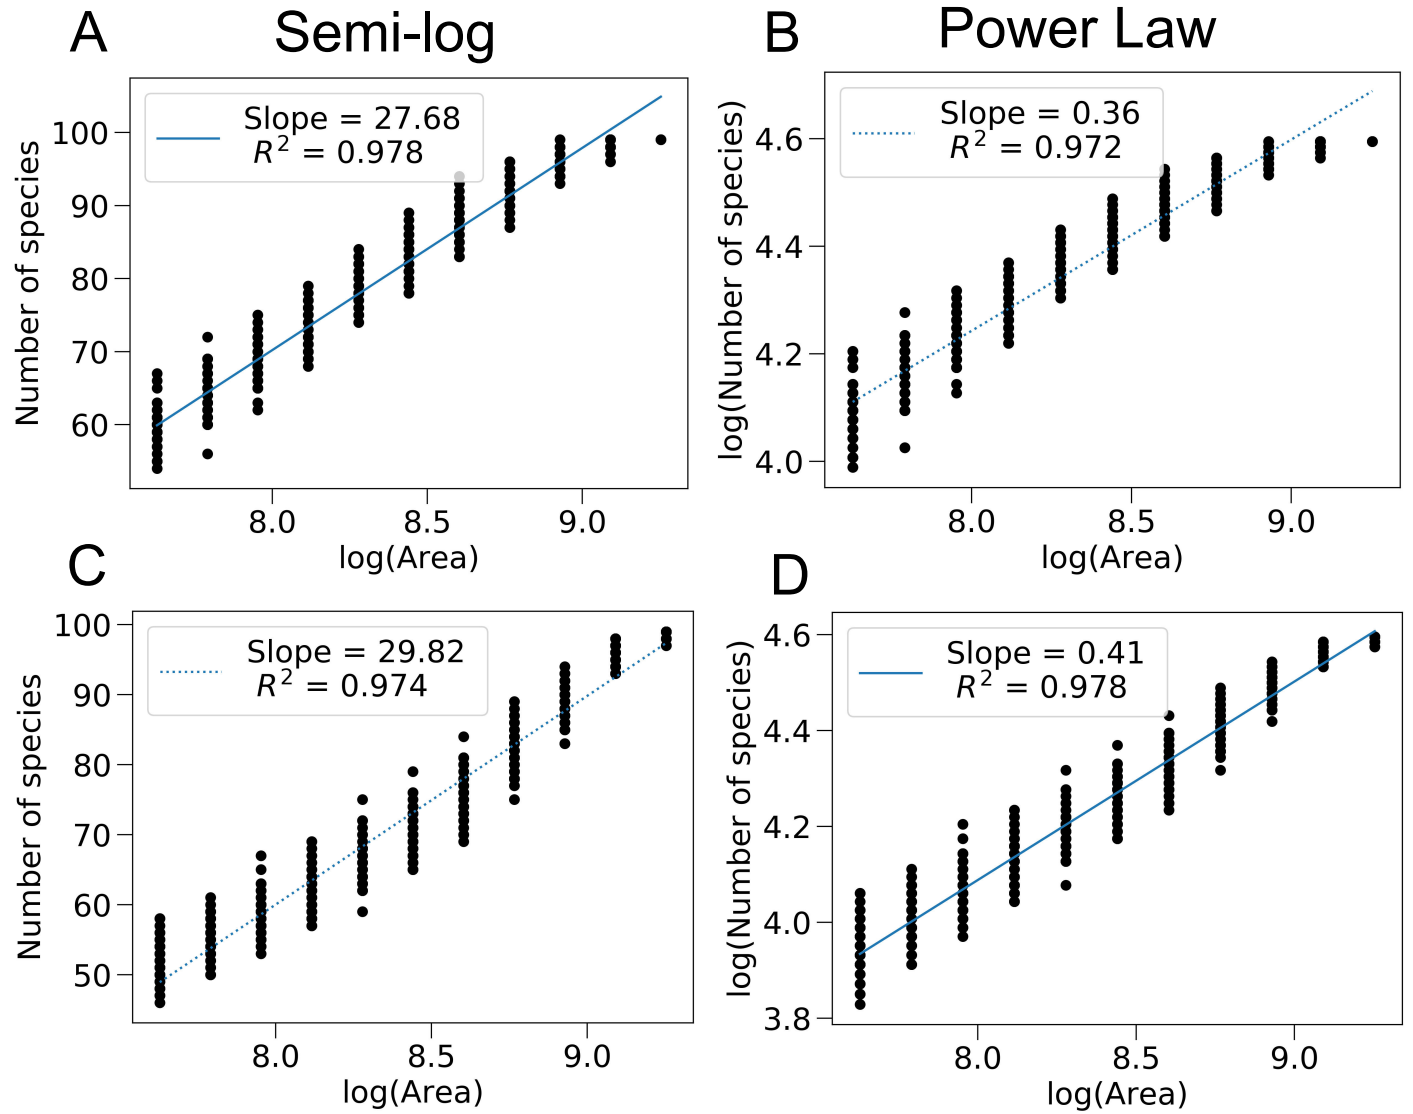 A Semi-log
Slope = 27.68
R² = 0.978
100
90
80
70
60
Number of species
8.0 8.5 9.0
log(Area)
B Power Law
Slope = 0.36
R² = 0.972
4.6
4.4
4.2
4.0
log(Number of species)
8.0 8.5 9.0
log(Area)
C
Slope = 29.82
R² = 0.974
100
90
80
70
60
50
Number of species
8.0 8.5 9.0
log(Area)
D
Slope = 0.41
R² = 0.978
4.6
4.4
4.2
4.0
3.8
log(Number of species)
8.0 8.5 9.0
log(Area)